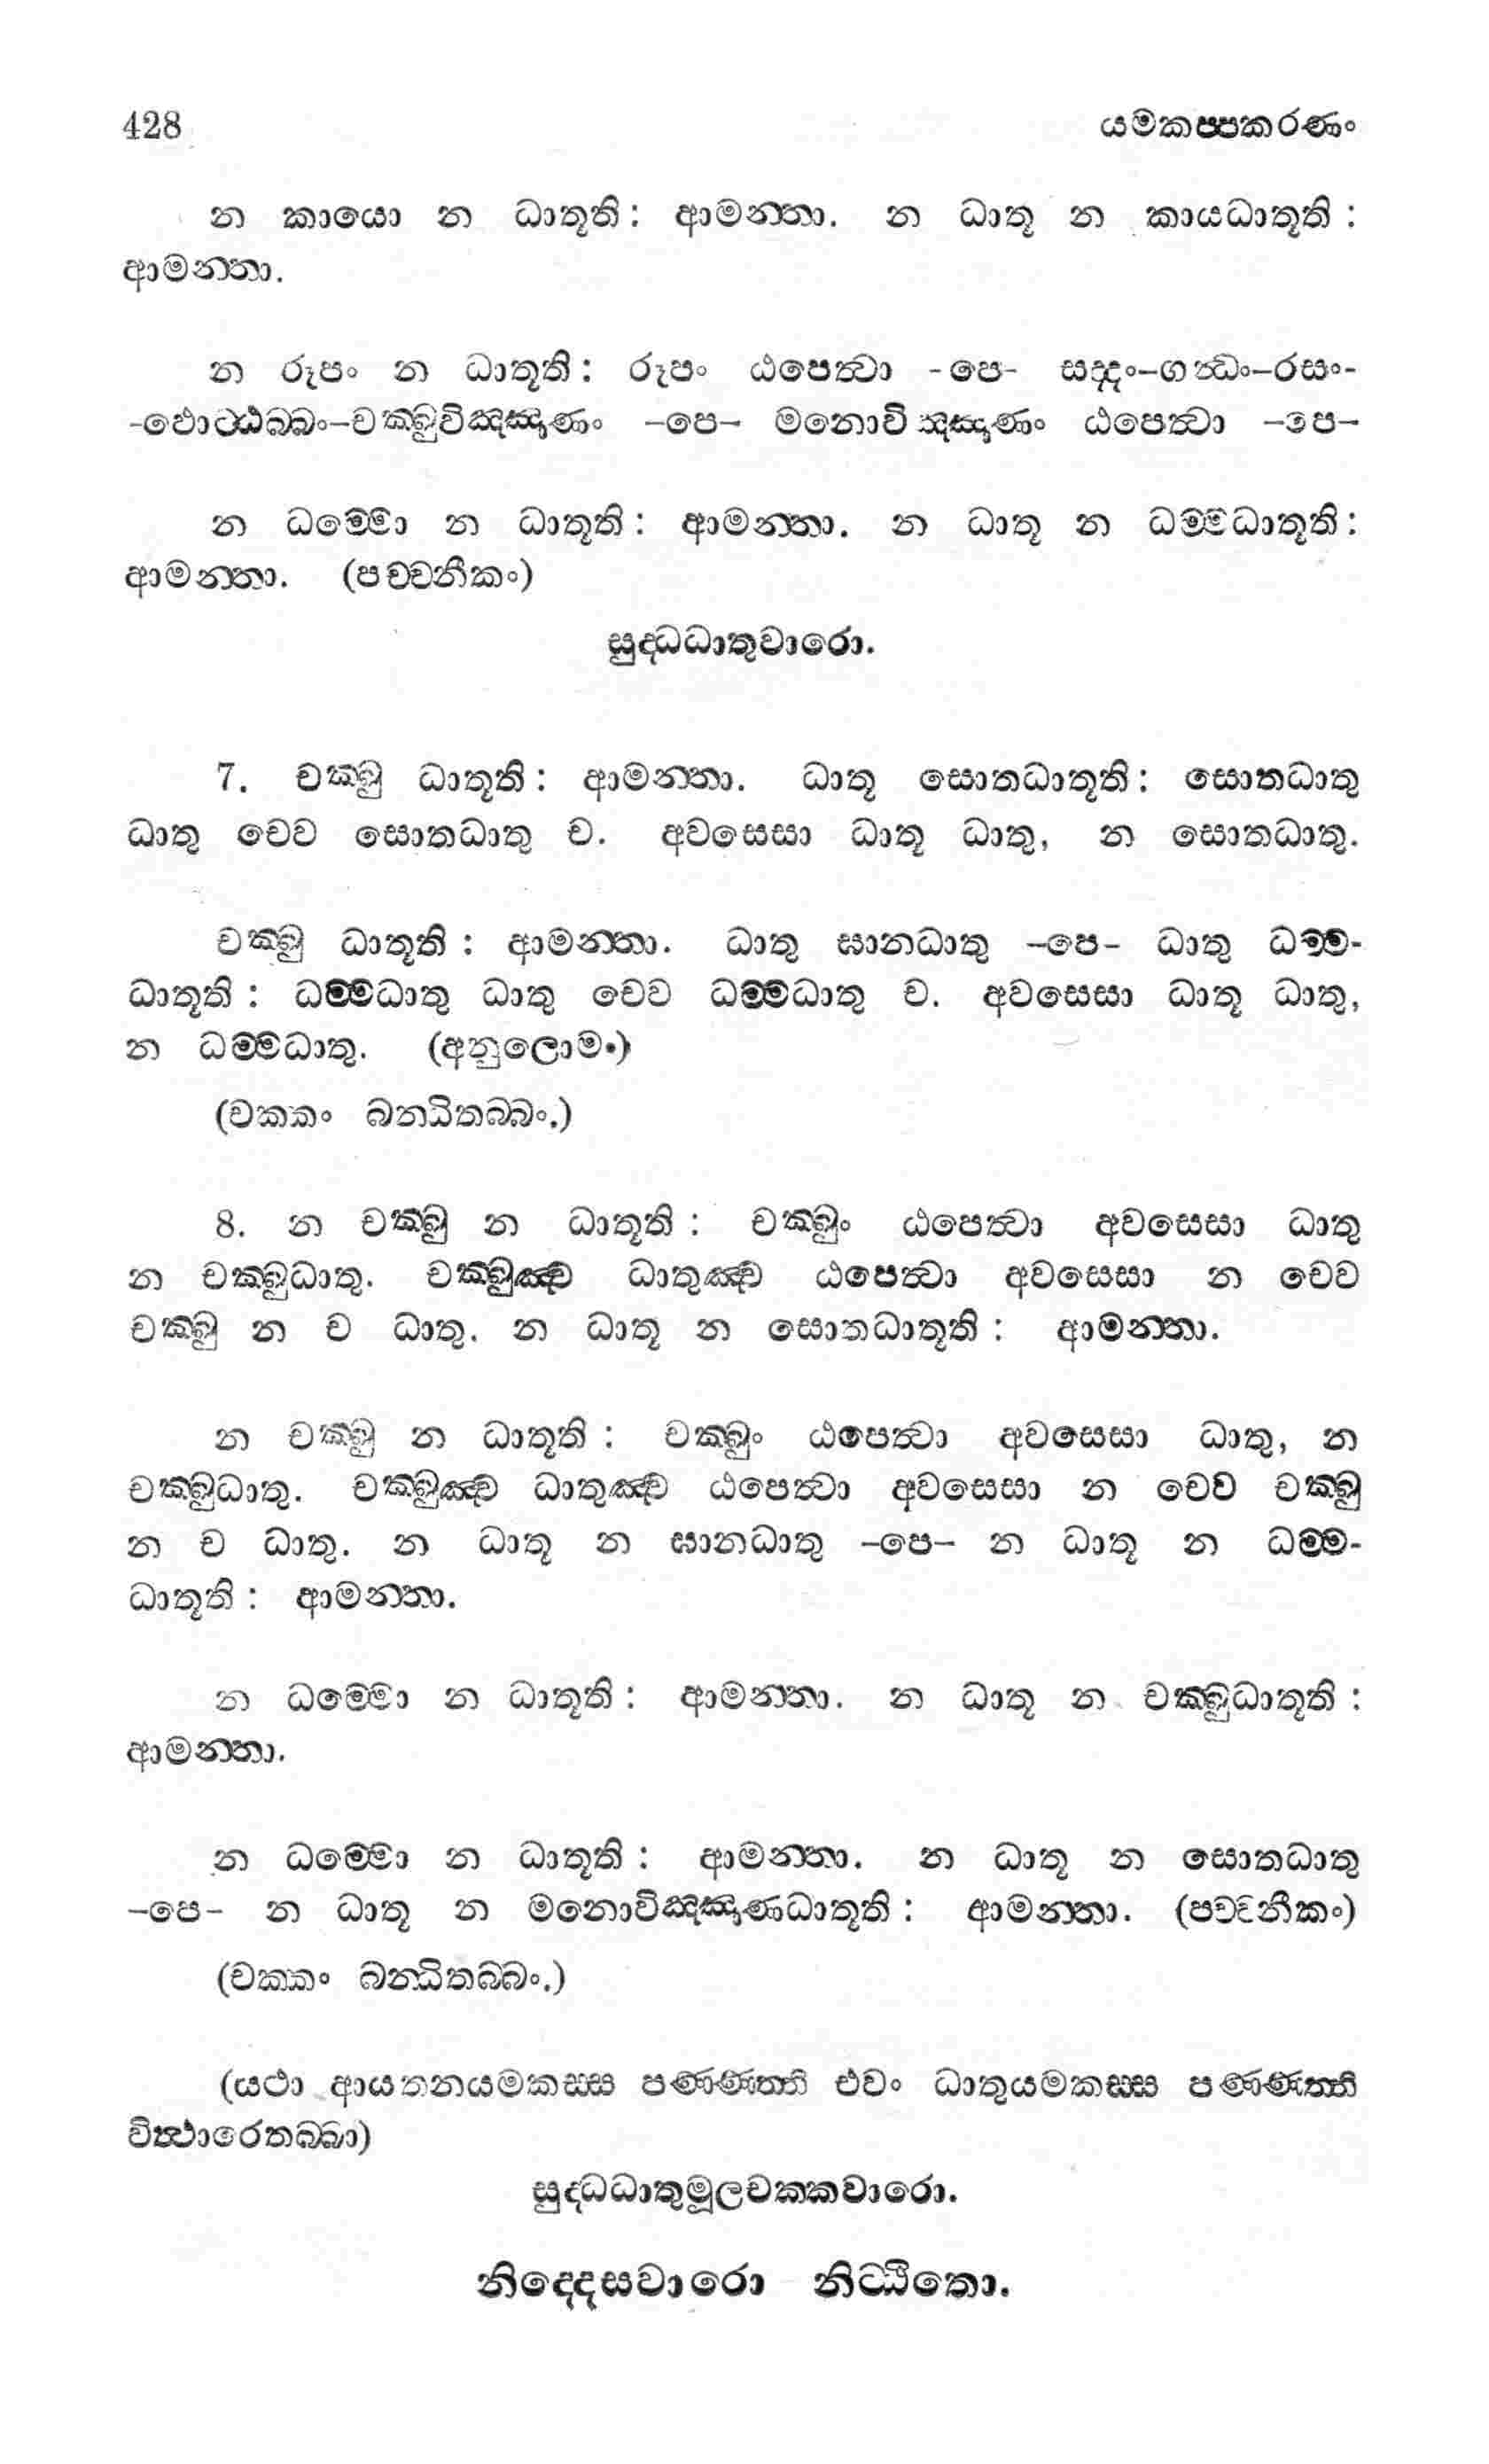 428 යමකප්පකරණං
න කායො න ධාතූති: ආමන්තා. න ධාතූ න කායධාතූති:
ආමන්තා.
න රූපං න ධාතූති: රූපං ඨපෙත්වා -පෙ- සද්දං-ගන්ධං-රසං-
-ඵොට්ඨබ්බං-චක්ඛුවිඤ්ඤාණං -පෙ- මනොවිඤ්ඤාණං ඨපෙත්වා -පෙ-
න ධම්මො න ධාතූති: ආමන්තා. න ධාතූ න ධම්මධාතූති:
ආමන්තා. (පච්චනීකං)
සුද්ධධාතුවාරො.
7. චක්ඛු ධාතූති: ආමන්තා. ධාතූ සොතධාතූති: සොතධාතු
ධාතු චෙව සොතධාතු ච. අවසෙසා ධාතූ ධාතු, න සොතධාතු.
චක්ඛු ධාතූති: ආමන්තා. ධාතු ඝානධාතු -පෙ- ධාතු ධම්ම-
ධාතූති: ධම්මධාතු ධාතු චෙව ධම්මධාතු ච. අවසෙසා ධාතූ ධාතු,
න ධම්මධාතු. (අනුලොමං)
(චක්කං බන්ධිතබ්බං.)
8. න චක්ඛු න ධාතූති: චක්ඛුං ඨපෙත්වා අවසෙසා ධාතු
න චක්ඛුධාතු. චක්ඛුඤ්ච ධාතුඤ්ච ඨපෙත්වා අවසෙසා න චෙව
චක්ඛු න ච ධාතු. න ධාතූ න සොතධාතූති: ආමන්තා.
න චක්ඛු න ධාතූති: චක්ඛුං ඨපෙත්වා අවසෙසා ධාතු, න
චක්ඛුධාතු. චක්ඛුඤ්ච ධාතුඤ්ච ඨපෙත්වා අවසෙසා න චෙව චක්ඛු
න ච ධාතු. න ධාතූ න ඝානධාතු -පෙ- න ධාතූ න ධම්ම-
ධාතූති: ආමන්තා.
න ධම්මො න ධාතූති: ආමන්තා. න ධාතූ න චක්ඛුධාතූති:
ආමන්තා.
න ධම්මො න ධාතූති: ආමන්තා. න ධාතූ න සොතධාතු
-පෙ- න ධාතූ න මනොවිඤ්ඤාණධාතූති: ආමන්තා. (පච්චනීකං)
(චක්කං බන්ධිතබ්බං.)
(යථා ආයතනයමකස්ස පණ්ණත්ති එවං ධාතුයමකස්ස පණ්ණත්ති
විත්ථාරෙතබ්බා)
සුද්ධධාතුමූලචක්කවාරො.
නිද්දෙසවාරො නිට්ඨිතො.